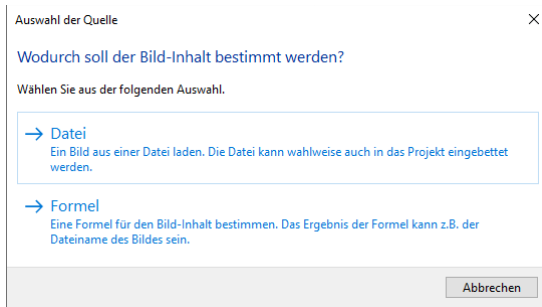 Auswahl der Quelle
Wodurch soll der Bild-Inhalt bestimmt werden?
Wählen Sie aus der folgenden Auswahl.
Datei
Ein Bild aus einer Datei laden. Die Datei kann wahlweise auch in das Projekt eingebettet
werden.
Formel
Eine Formel für den Bild-Inhalt bestimmen. Das Ergebnis der Formel kann z.B. der
Dateiname des Bildes sein.
Abbrechen